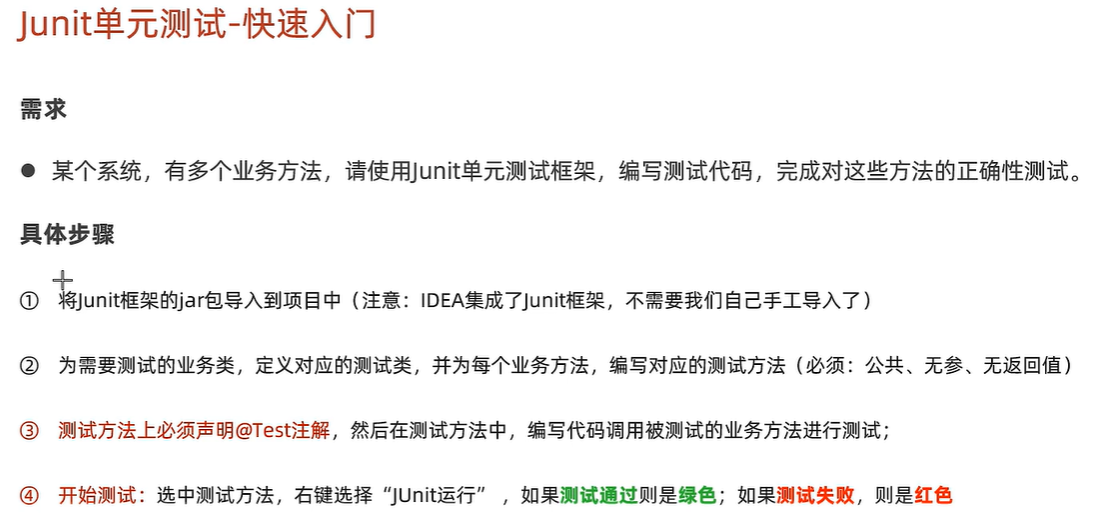 Junit单元测试-快速入门
需求
● 某个系统，有多个业务方法，请使用Junit单元测试框架，编写测试代码，完成对这些方法的正确性测试。
具体步骤
① 将Junit框架的jar包导入到项目中（注意：IDEA集成了Junit框架，不需要我们自己手工导入了）
② 为需要测试的业务类，定义对应的测试类，并为每个业务方法，编写对应的测试方法（必须：公共、无参、无返回值）
③ 测试方法上必须声明@Test注解，然后在测试方法中，编写代码调用被测试的业务方法进行测试；
④ 开始测试：选中测试方法，右键选择“JUnit运行” ，如果测试通过则是绿色；如果测试失败，则是红色